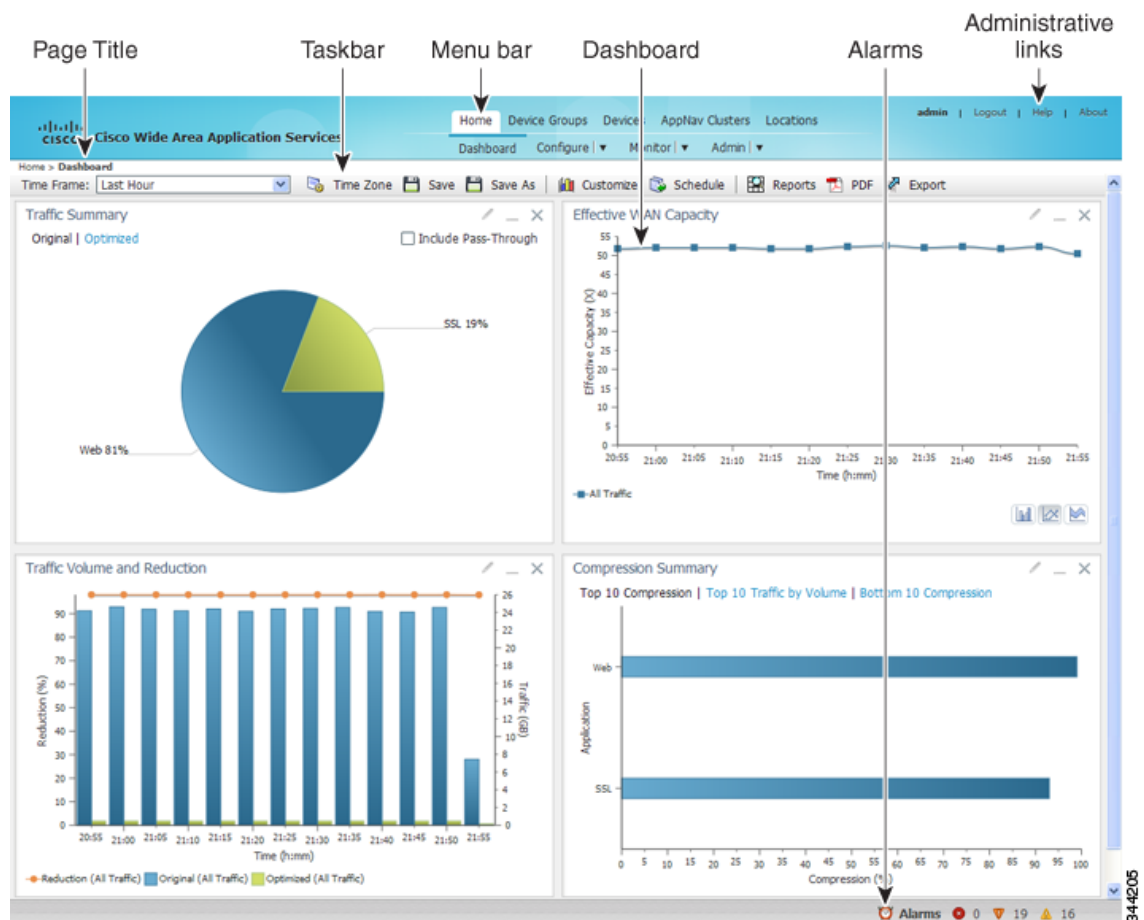 Page Title
Taskbar
Menu bar
Dashboard
Alarms
Administrative
links
cisco Cisco Wide Area Application Services
Home Device Groups Devices AppNav Clusters Locations
admin | Logout | Help | About
Dashboard Configure | Monitor | Admin |
Home > Dashboard
Time Frame: Last Hour Time Zone Save Save As | Customize Schedule | Reports PDF Export
Traffic Summary
Original | Optimized
Include Pass-Through
SSL 19%
Web 81%
Effective WAN Capacity
55
50
45
40
35
30
25
20
15
10
5
0
Effective Capacity (X)
20:55 21:00 21:05 21:10 21:15 21:20 21:25 21:30 21:35 21:40 21:45 21:50 21:55
Time (h:mm)
All Traffic
Traffic Volume and Reduction
90
80
70
60
50
40
30
20
10
0
Reduction (%)
26
24
22
20
18
16
14
12
10
8
6
4
2
0
Traffic (GB)
20:55 21:00 21:05 21:10 21:15 21:20 21:25 21:30 21:35 21:40 21:45 21:50 21:55
Time (h:mm)
Reduction (All Traffic) Original (All Traffic) Optimized (All Traffic)
Compression Summary
Top 10 Compression | Top 10 Traffic by Volume | Bottom 10 Compression
Web
SSL
Application
0 5 10 15 20 25 30 35 40 45 50 55 60 65 70 75 80 85 90 95 100
Compression (%)
Alarms 0 19 16
344205